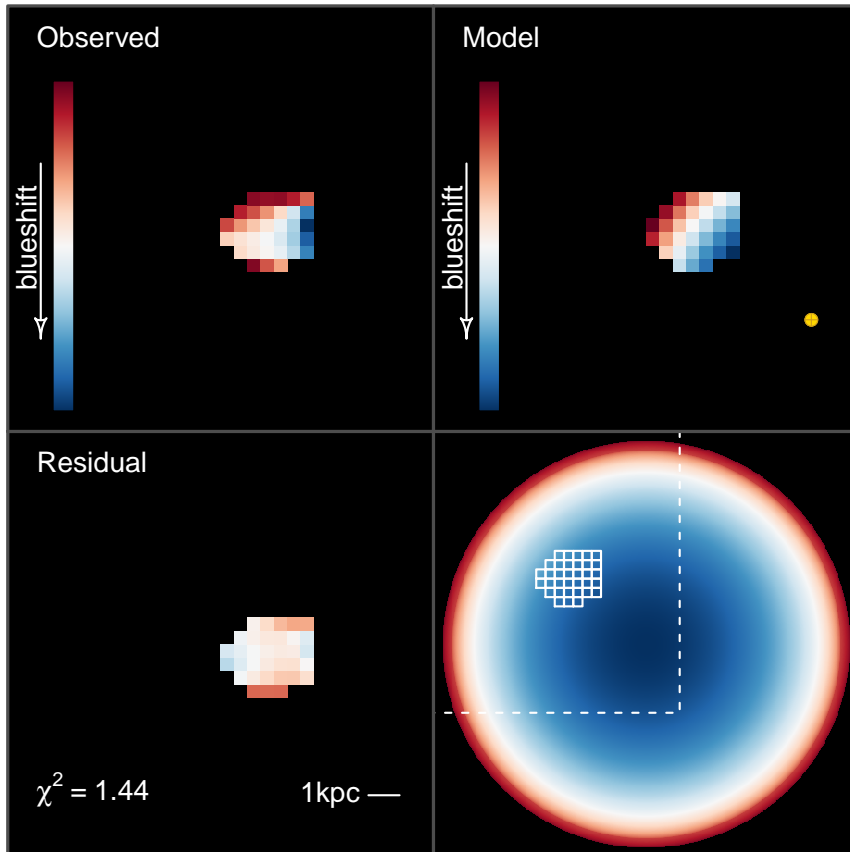 Observed
Model
blueshift
blueshift
Residual
χ² = 1.44
1kpc